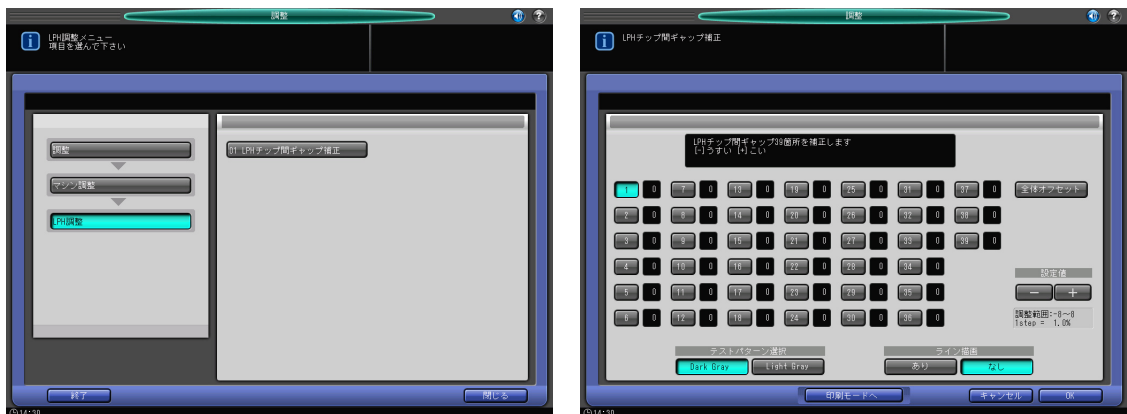 調整
LPH調整メニュー
項目を選んで下さい
調整
マシン調整
LPH調整
01 LPHチップ間ギャップ補正
終了
閉じる
14:30
調整
LPHチップ間ギャップ補正
LPHチップ間ギャップ39箇所を補正します
[-]うすい [+]こい
1 0 7 0 13 0 19 0 25 0 31 0 37 0 全体オフセット
2 0 8 0 14 0 20 0 26 0 32 0 38 0
3 0 9 0 15 0 21 0 27 0 33 0 39 0
4 0 10 0 16 0 22 0 28 0 34 0
設定値
5 0 11 0 17 0 23 0 29 0 35 0 - +
6 0 12 0 18 0 24 0 30 0 36 0
調整範囲:-8~8
1step = 1.0%
テストパターン選択 ライン描画
Dark Gray Light Gray あり なし
印刷モードへ キャンセル OK
14:30